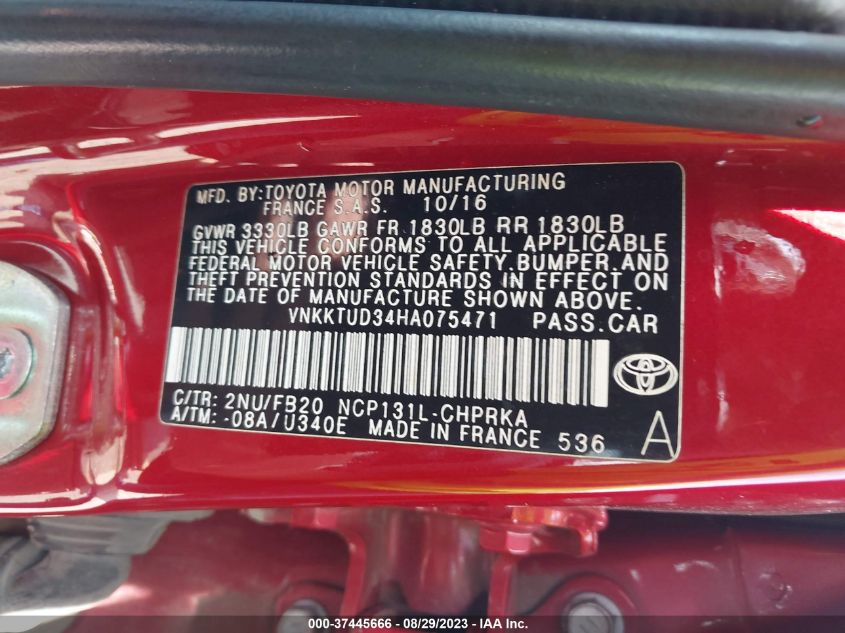 MFD. BY:TOYOTA MOTOR MANUFACTURING
FRANCE S.A.S. 10/16
GVWR 3330LB GAWR FR 1830LB RR 1830LB
THIS VEHICLE CONFORMS TO ALL APPLICABLE
FEDERAL MOTOR VEHICLE SAFETY, BUMPER, AND
THEFT PREVENTION STANDARDS IN EFFECT ON
THE DATE OF MANUFACTURE SHOWN ABOVE.
VNKKTUD34HA075471 PASS.CAR
C/TR: 2NU/FB20 NCP131L-CHPRKA
A/TM: -08A/U340E MADE IN FRANCE 536 A
000-37445666 - 08/29/2023 - IAA Inc.